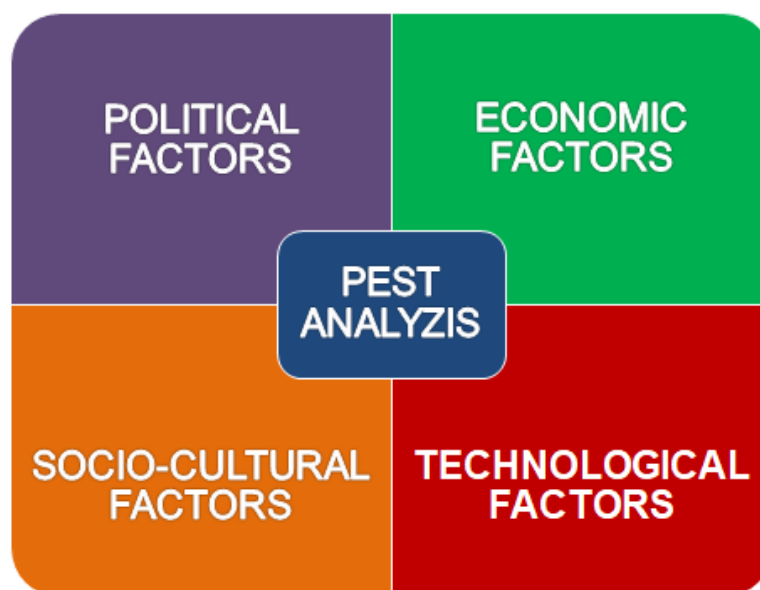 POLITICAL
FACTORS
ECONOMIC
FACTORS
PEST
ANALYZIS
SOCIO-CULTURAL
FACTORS
TECHNOLOGICAL
FACTORS